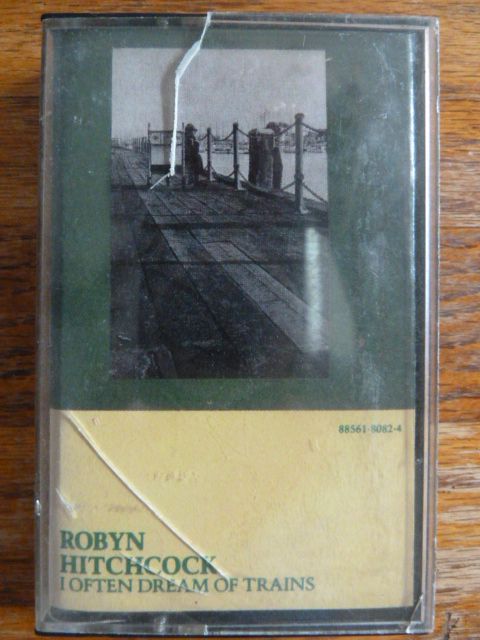 88561-8082-4
ROBYN
HITCHCOCK
I OFTEN DREAM OF TRAINS